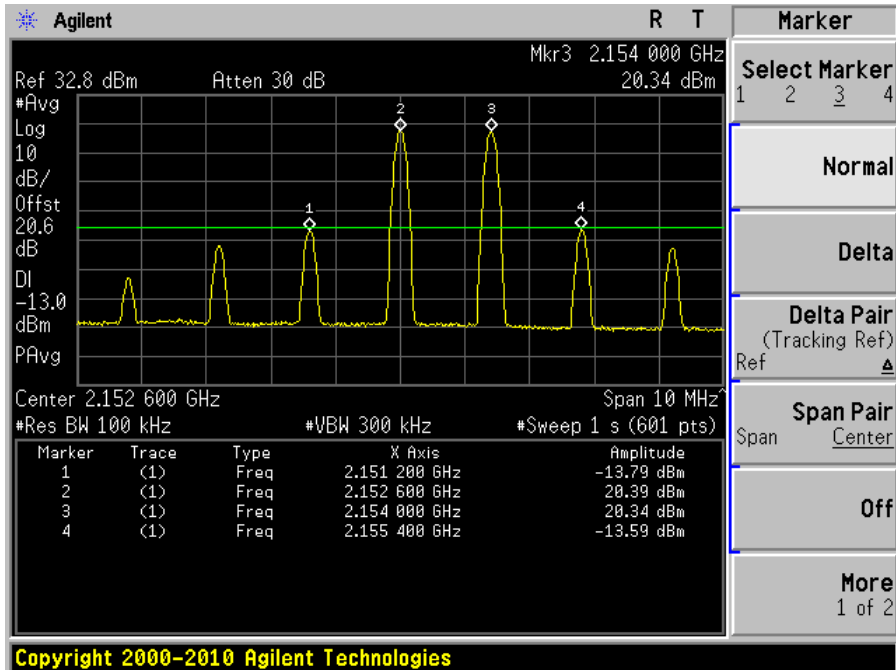 Agilent R T
Mkr3 2.154 000 GHz
Ref 32.8 dBm Atten 30 dB 20.34 dBm
#Avg
Log
10
dB/
Offst
20.6
dB
DI
-13.0
dBm
PAvg
1
2
3
4
Center 2.152 600 GHz Span 10 MHz^
#Res BW 100 kHz #VBW 300 kHz #Sweep 1 s (601 pts)
Marker Trace Type X Axis Amplitude
1 (1) Freq 2.151 200 GHz -13.79 dBm
2 (1) Freq 2.152 600 GHz 20.39 dBm
3 (1) Freq 2.154 000 GHz 20.34 dBm
4 (1) Freq 2.155 400 GHz -13.59 dBm
Copyright 2000-2010 Agilent Technologies
Marker
Select Marker
1 2 3 4
Normal
Delta
Delta Pair
(Tracking Ref)
Ref Δ
Span Pair
Span Center
Off
More
1 of 2